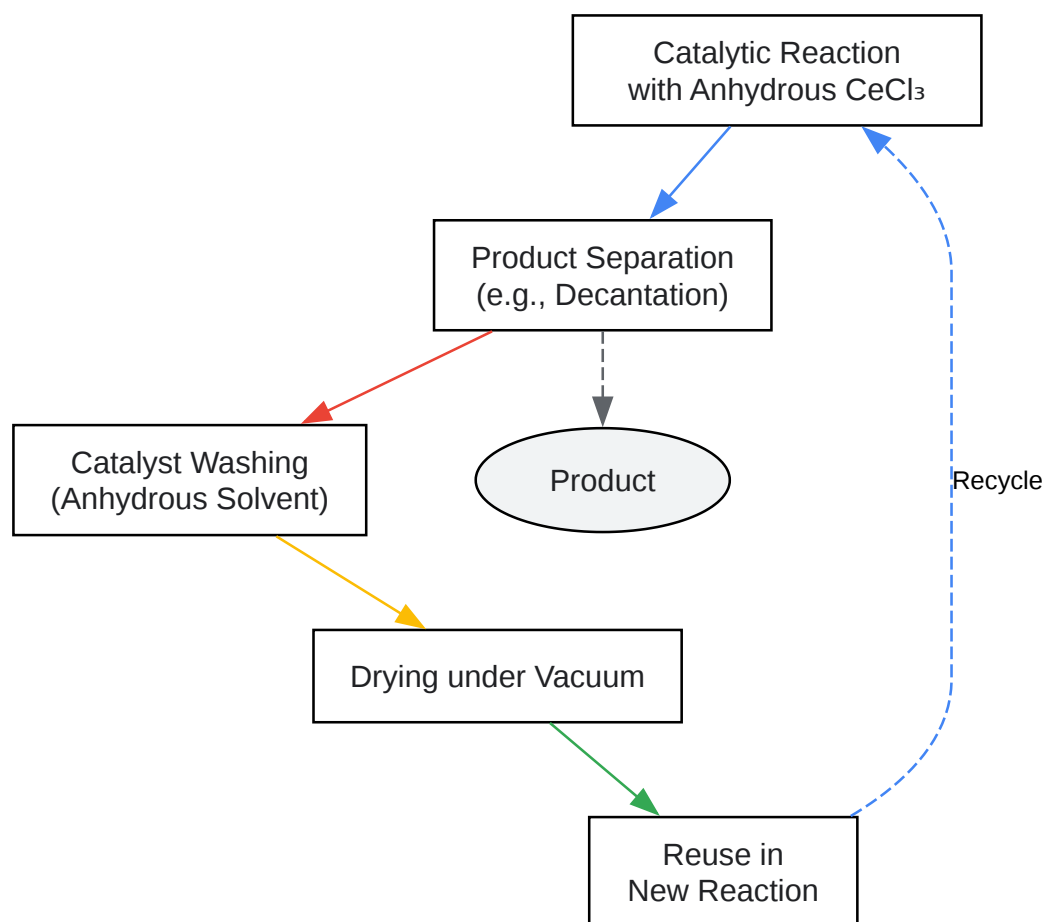 Catalytic Reaction
with Anhydrous CeCl₃
Product Separation
(e.g., Decantation)
Catalyst Washing
(Anhydrous Solvent)
Product
Recycle
Drying under Vacuum
Reuse in
New Reaction